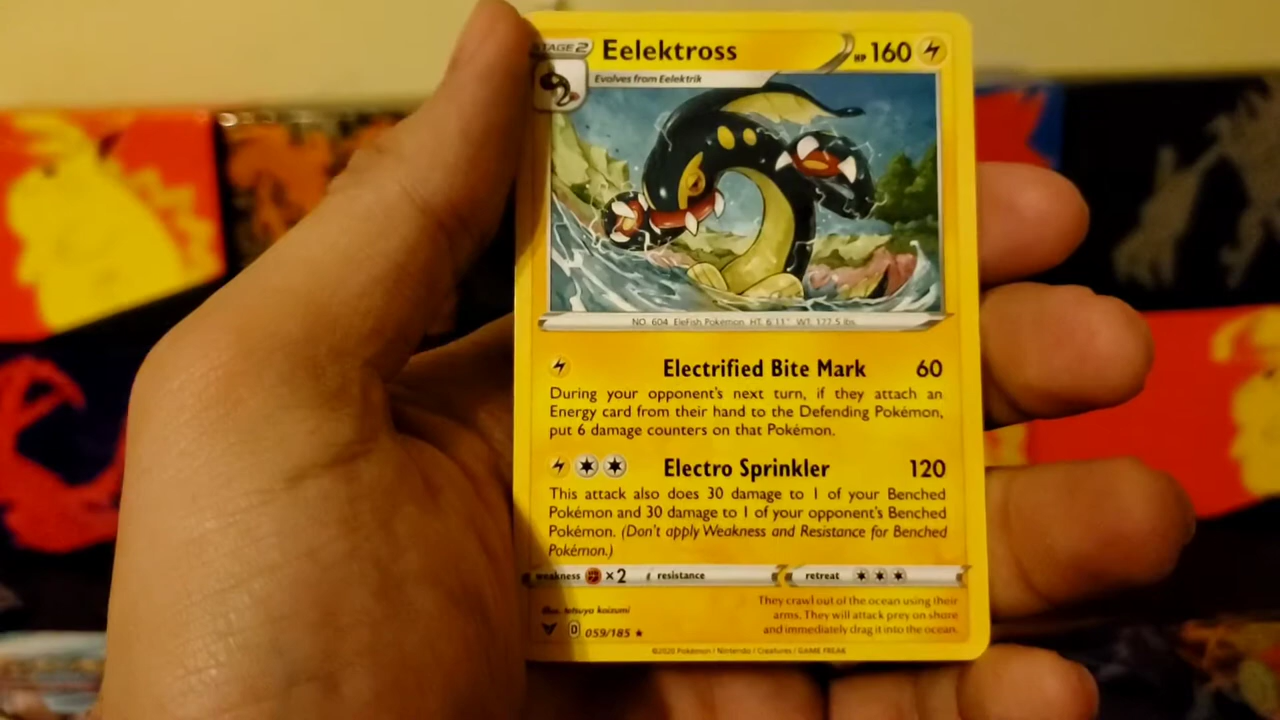 STAGE 2 Eelektross HP 160
Evolves from Eelektrik
NO. 604 EleFish Pokémon HT: 6'11" WT: 177.5 lbs.
Electrified Bite Mark 60
During your opponent's next turn, if they attach an
Energy card from their hand to the Defending Pokémon,
put 6 damage counters on that Pokémon.
Electro Sprinkler 120
This attack also does 30 damage to 1 of your Benched
Pokémon and 30 damage to 1 of your opponent's Benched
Pokémon. (Don't apply Weakness and Resistance for Benched
Pokémon.)
weakness ×2 resistance retreat
Illus. tetsuya koizumi
They crawl out of the ocean using their
arms. They will attack prey on shore
and immediately drag it into the ocean.
D 059/185 ★
©2020 Pokémon / Nintendo / Creatures / GAME FREAK